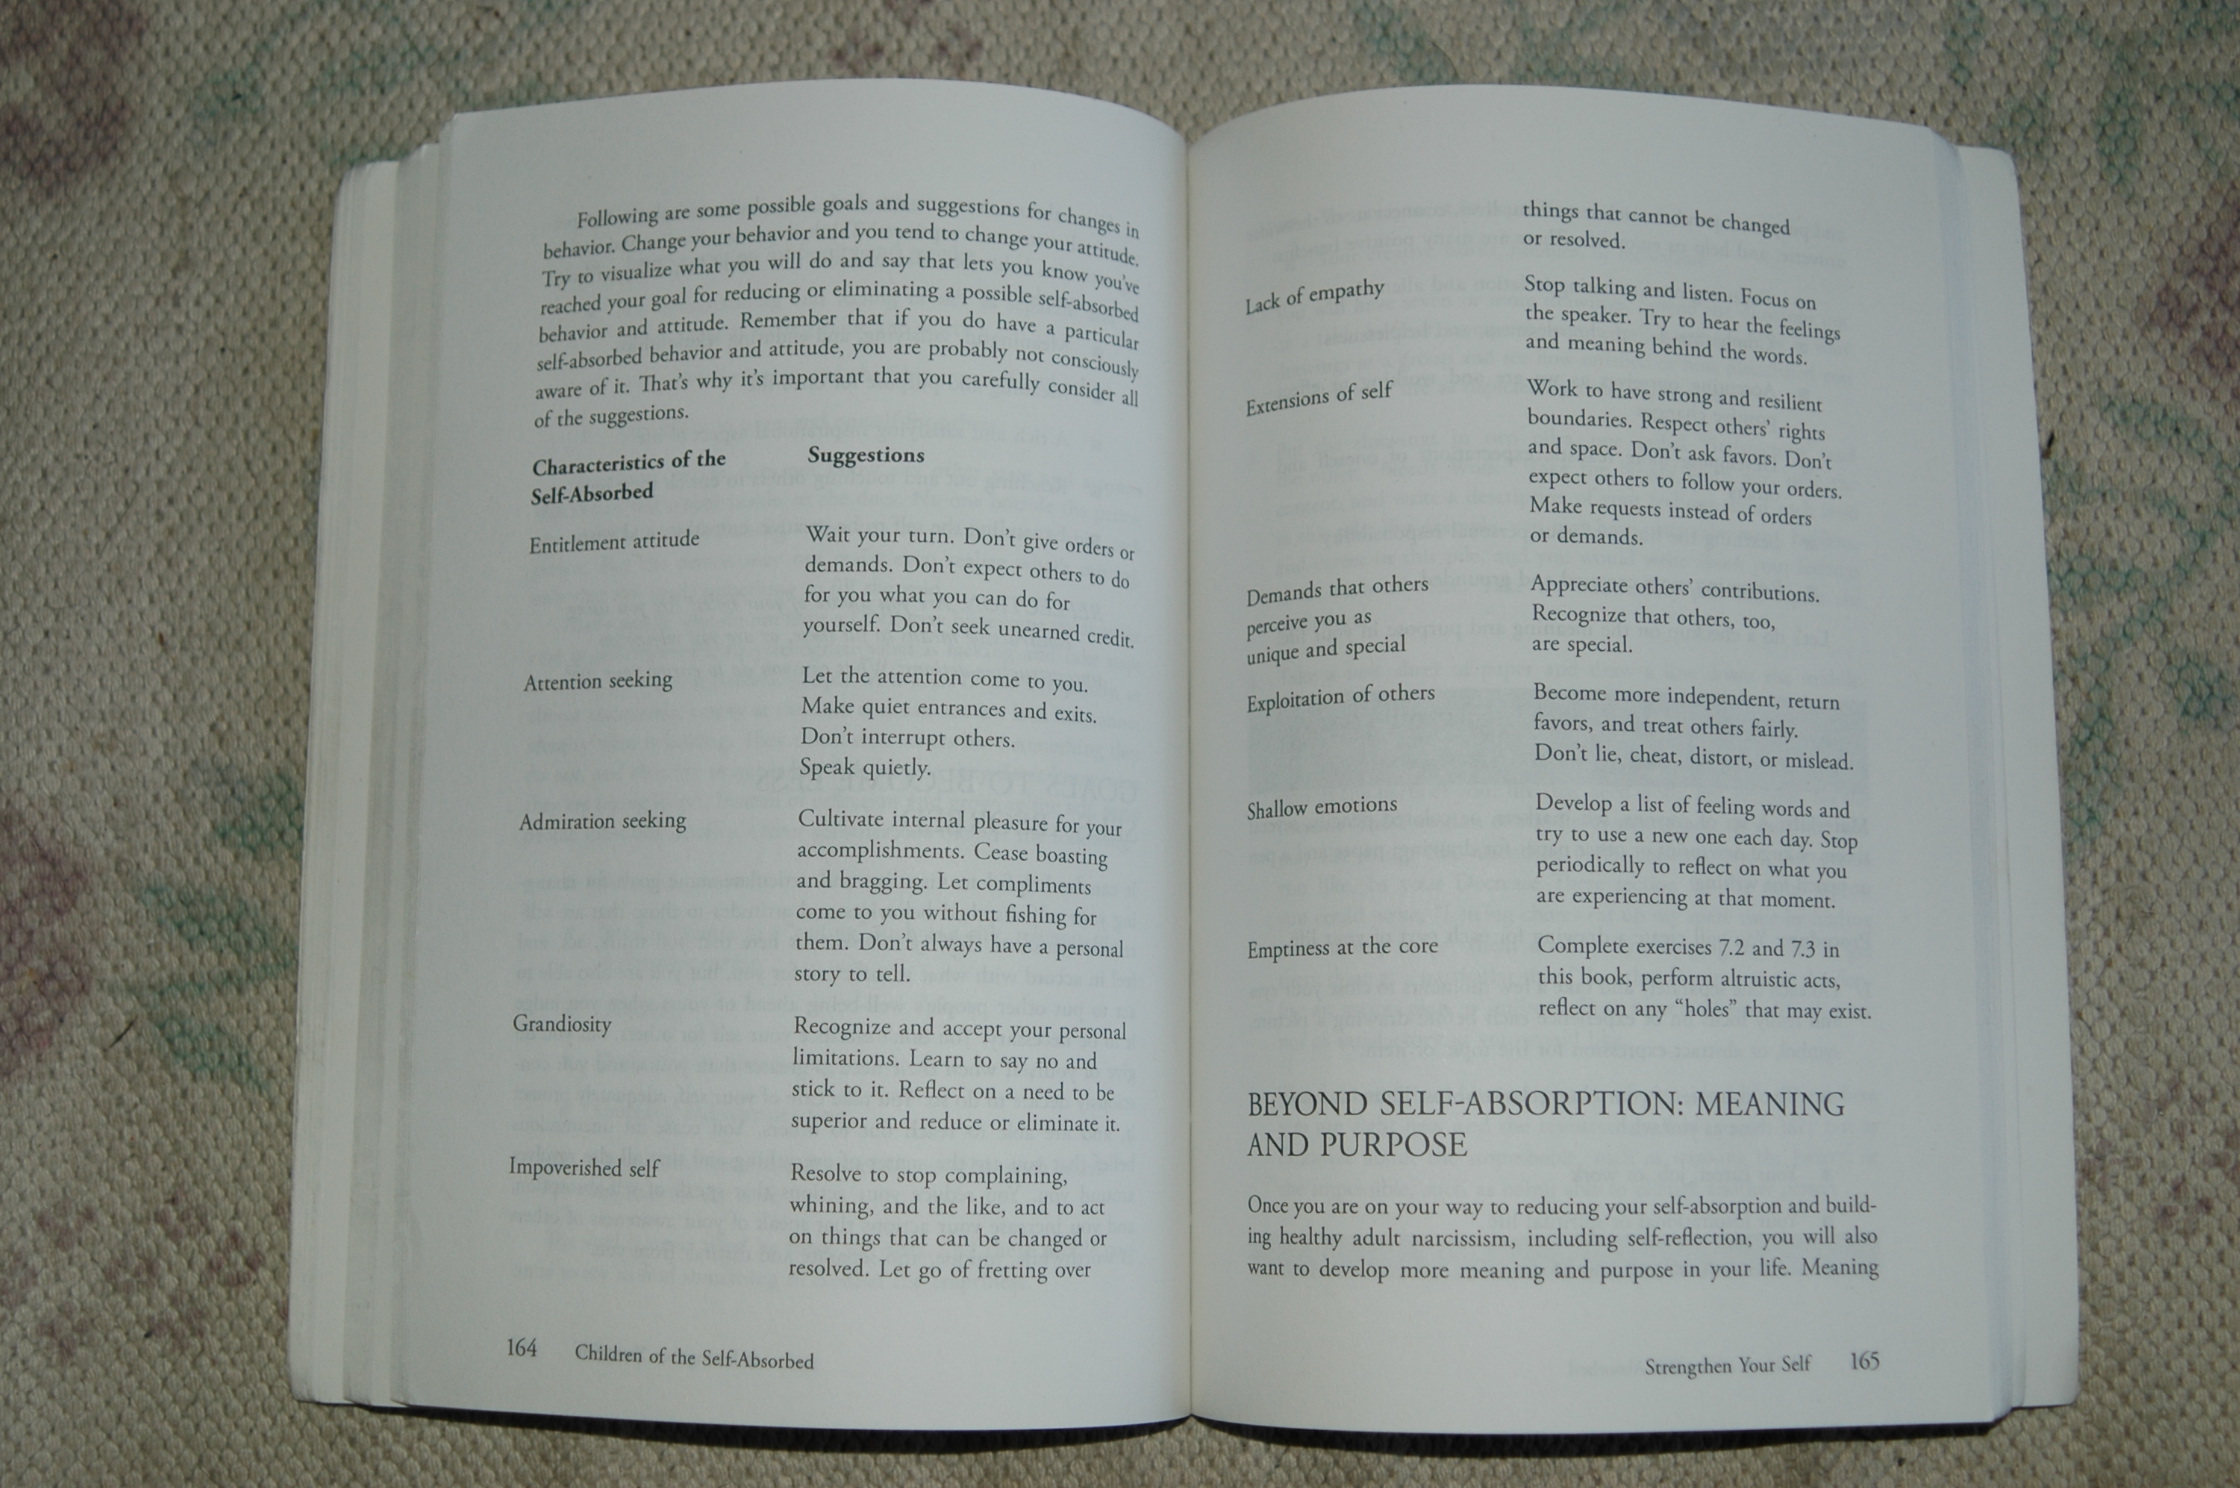 Following are some possible goals and suggestions for changes in
behavior. Change your behavior and you tend to change your attitude.
Try to visualize what you will do and say that lets you know you've
reached your goal for reducing or eliminating a possible self-absorbed
behavior and attitude. Remember that if you do have a particular
self-absorbed behavior and attitude, you are probably not consciously
aware of it. That's why it's important that you carefully consider all
of the suggestions.
Characteristics of the
Self-Absorbed
Suggestions
Entitlement attitude
Wait your turn. Don't give orders or
demands. Don't expect others to do
for you what you can do for
yourself. Don't seek unearned credit.
Attention seeking
Let the attention come to you.
Make quiet entrances and exits.
Don't interrupt others.
Speak quietly.
Admiration seeking
Cultivate internal pleasure for your
accomplishments. Cease boasting
and bragging. Let compliments
come to you without fishing for
them. Don't always have a personal
story to tell.
Grandiosity
Recognize and accept your personal
limitations. Learn to say no and
stick to it. Reflect on a need to be
superior and reduce or eliminate it.
Impoverished self
Resolve to stop complaining,
whining, and the like, and to act
on things that can be changed or
resolved. Let go of fretting over
164 Children of the Self-Absorbed
things that cannot be changed
or resolved.
Lack of empathy
Stop talking and listen. Focus on
the speaker. Try to hear the feelings
and meaning behind the words.
Extensions of self
Work to have strong and resilient
boundaries. Respect others' rights
and space. Don't ask favors. Don't
expect others to follow your orders.
Make requests instead of orders
or demands.
Demands that others
perceive you as
unique and special
Appreciate others' contributions.
Recognize that others, too,
are special.
Exploitation of others
Become more independent, return
favors, and treat others fairly.
Don't lie, cheat, distort, or mislead.
Shallow emotions
Develop a list of feeling words and
try to use a new one each day. Stop
periodically to reflect on what you
are experiencing at that moment.
Emptiness at the core
Complete exercises 7.2 and 7.3 in
this book, perform altruistic acts,
reflect on any "holes" that may exist.
BEYOND SELF-ABSORPTION: MEANING
AND PURPOSE
Once you are on your way to reducing your self-absorption and build-
ing healthy adult narcissism, including self-reflection, you will also
want to develop more meaning and purpose in your life. Meaning
Strengthen Your Self 165